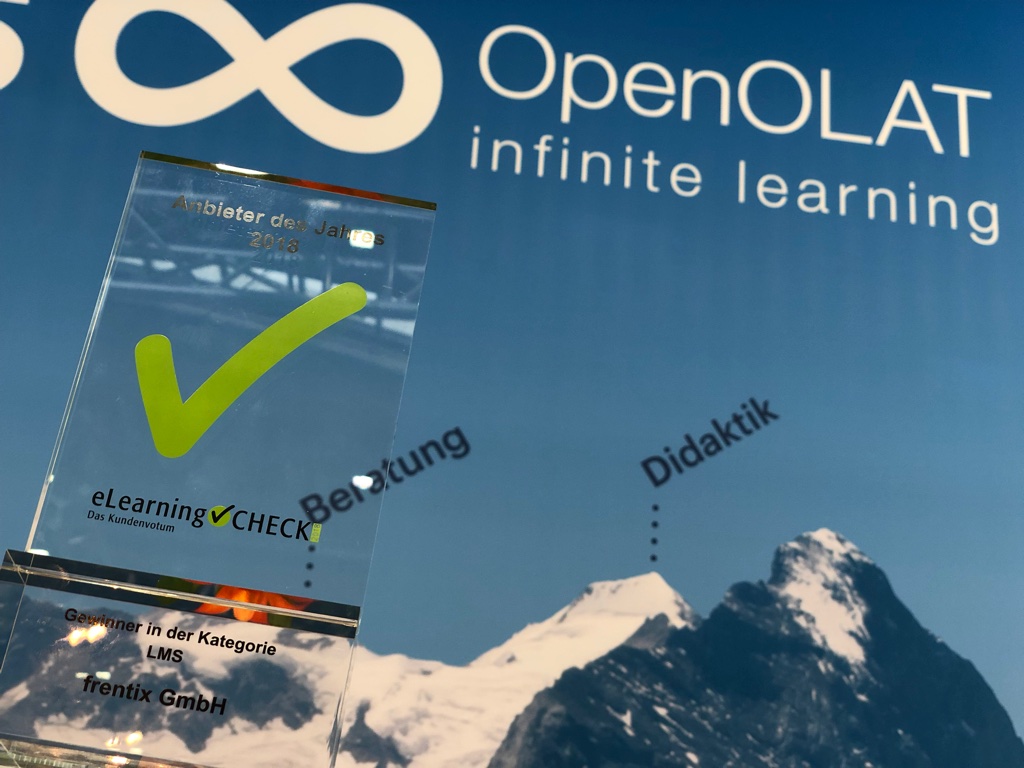 OpenOLAT
infinite learning
Anbieter des Jahres
2018
eLearning CHECK
Das Kundenvotum
Gewinner in der Kategorie
LMS
frentix GmbH
Beratung
Didaktik